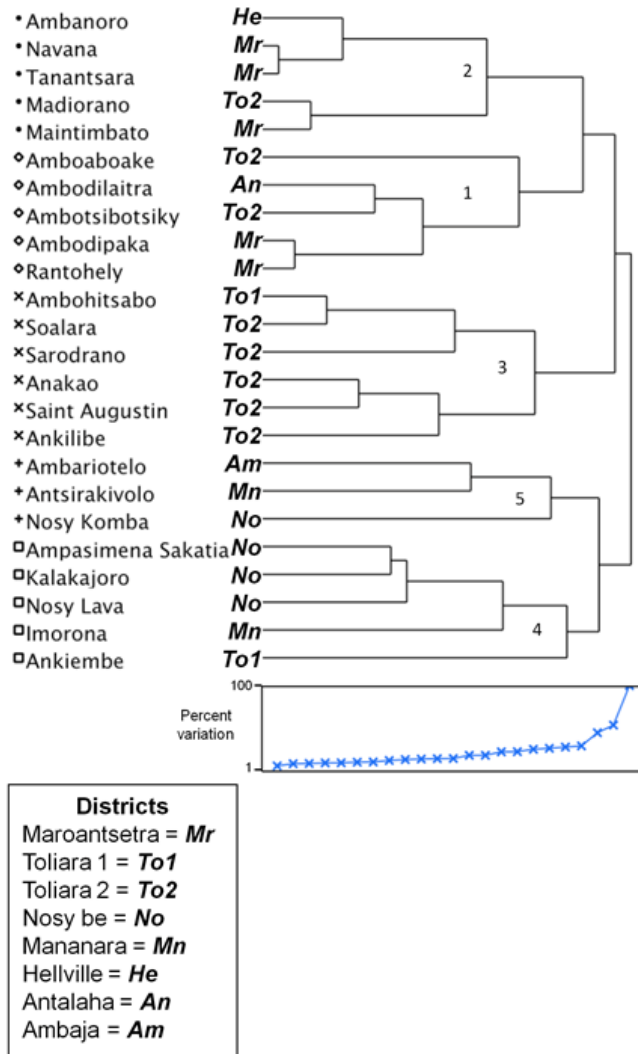 Ambanoro He
Navana Mr
Tanantsara Mr
Madiorano To2
Maintimbato Mr
Amboaboake To2
Ambodilaitra An
Ambotsibotsiky To2
Ambodipaka Mr
Rantohely Mr
Ambohitsabo To1
Soalara To2
Sarodrano To2
Anakao To2
Saint Augustin To2
Ankilibe To2
Ambariotelo Am
Antsirakivolo Mn
Nosy Komba No
Ampasimena Sakatia No
Kalakajoro No
Nosy Lava No
Imorona Mn
Ankiembe To1
2
1
3
5
4
100
Percent
variation
1
Districts
Maroantsetra = Mr
Toliara 1 = To1
Toliara 2 = To2
Nosy be = No
Mananara = Mn
Hellville = He
Antalaha = An
Ambaja = Am